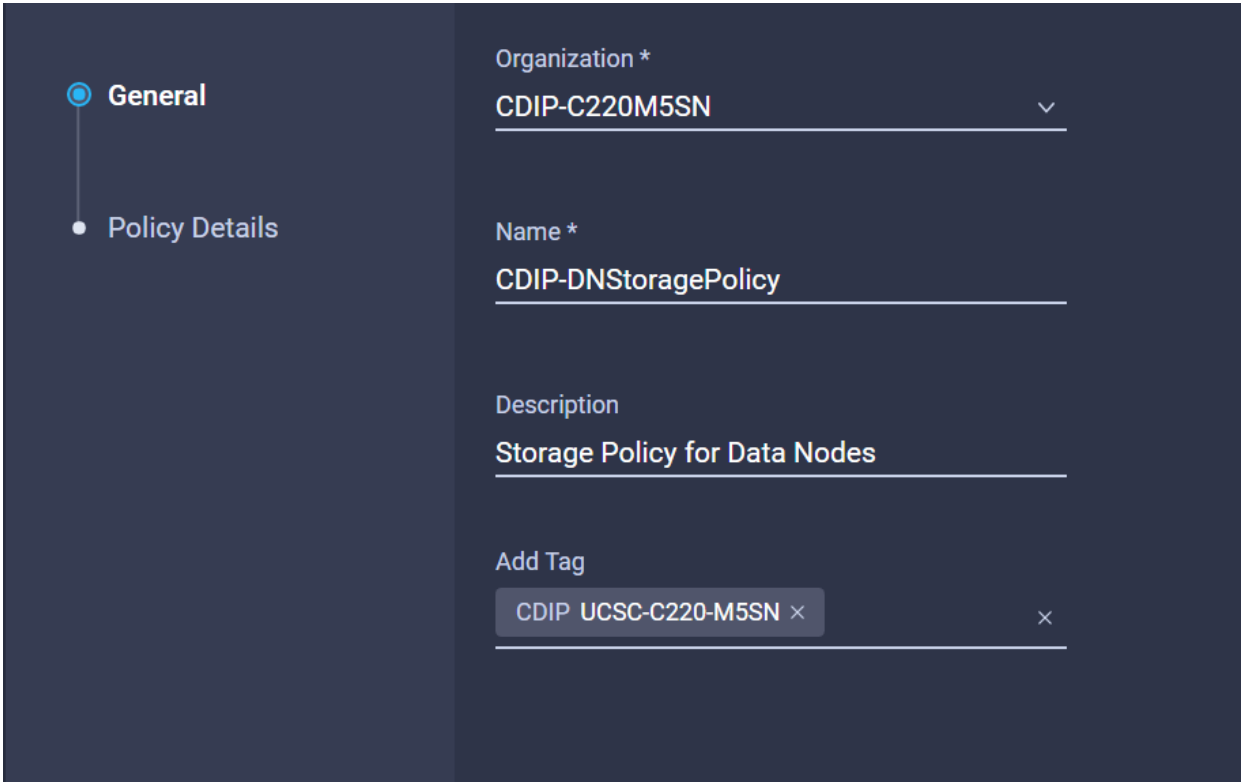 General
Policy Details
Organization *
CDIP-C220M5SN
Name *
CDIP-DNStoragePolicy
Description
Storage Policy for Data Nodes
Add Tag
CDIP UCSC-C220-M5SN ×